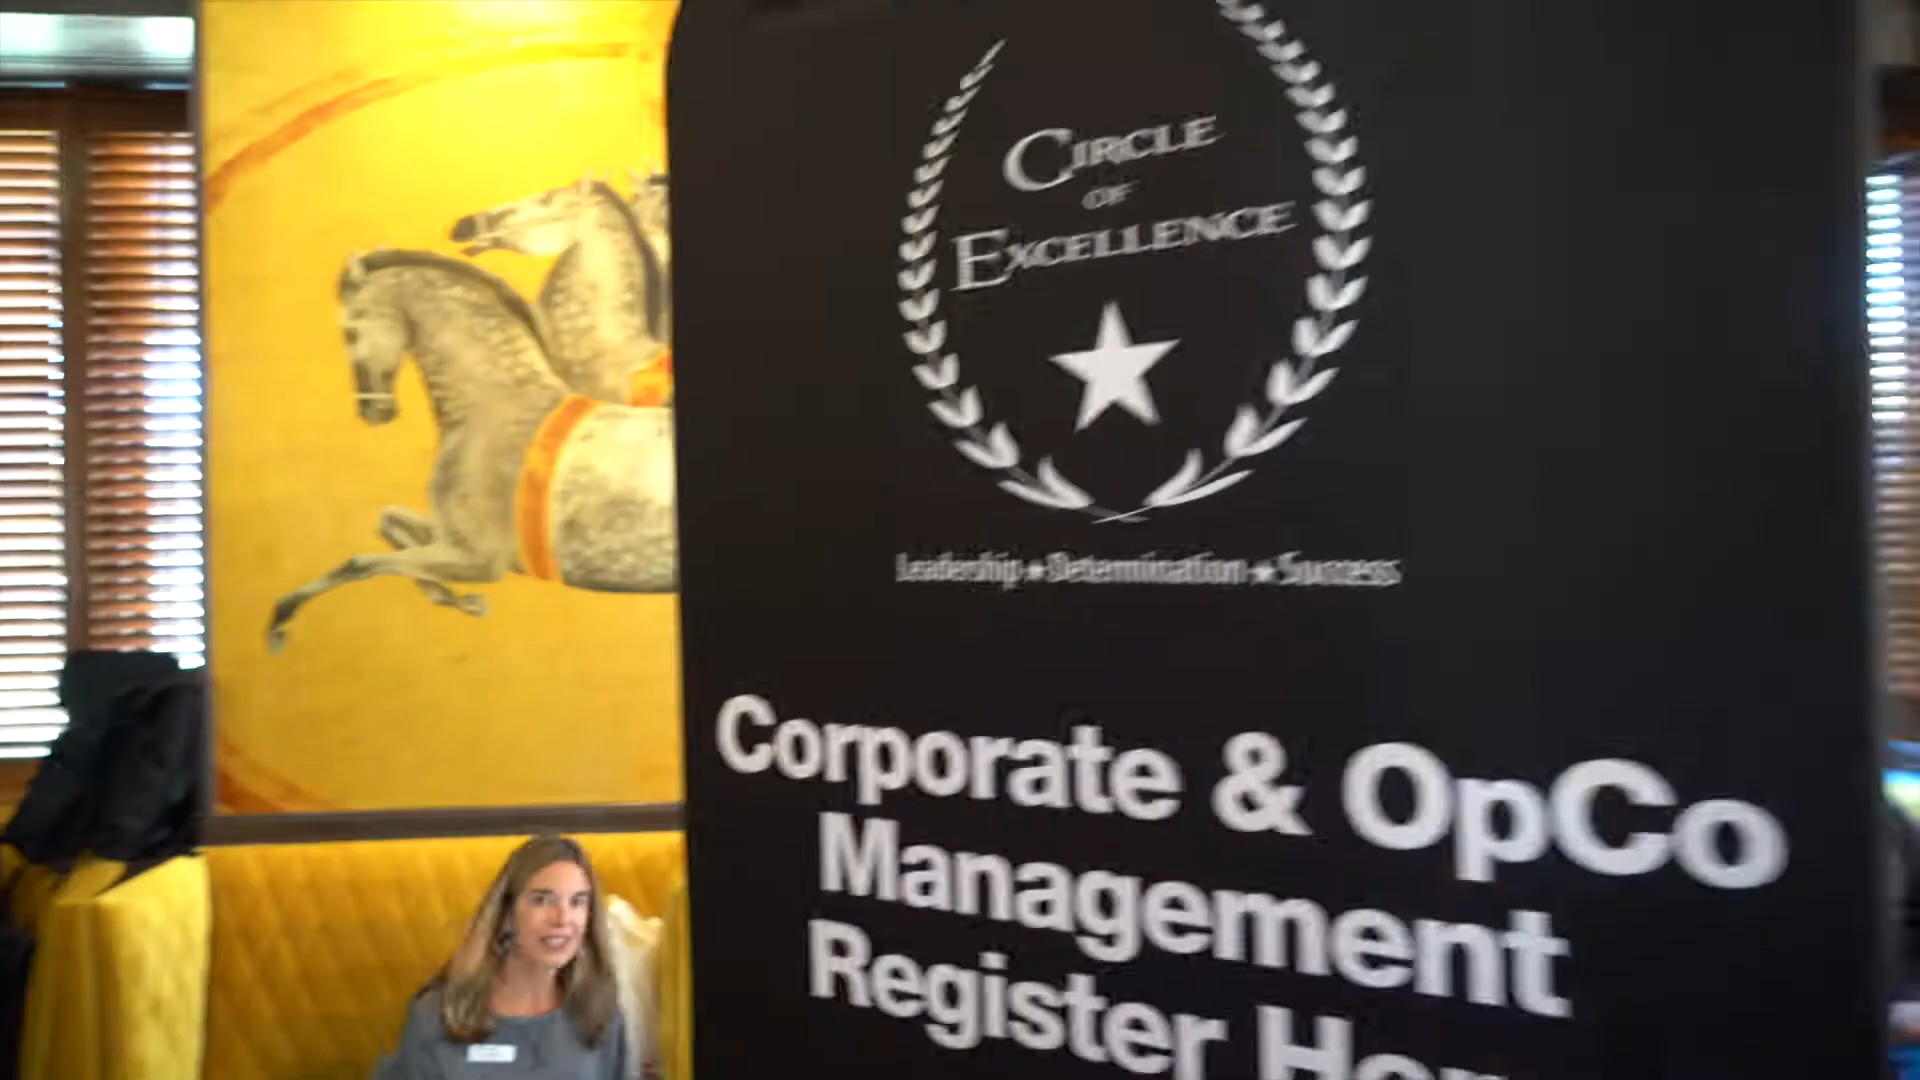 CIRCLE
OF
EXCELLENCE
Leadership ★ Determination ★ Success
Corporate & OpCo
Management
Register